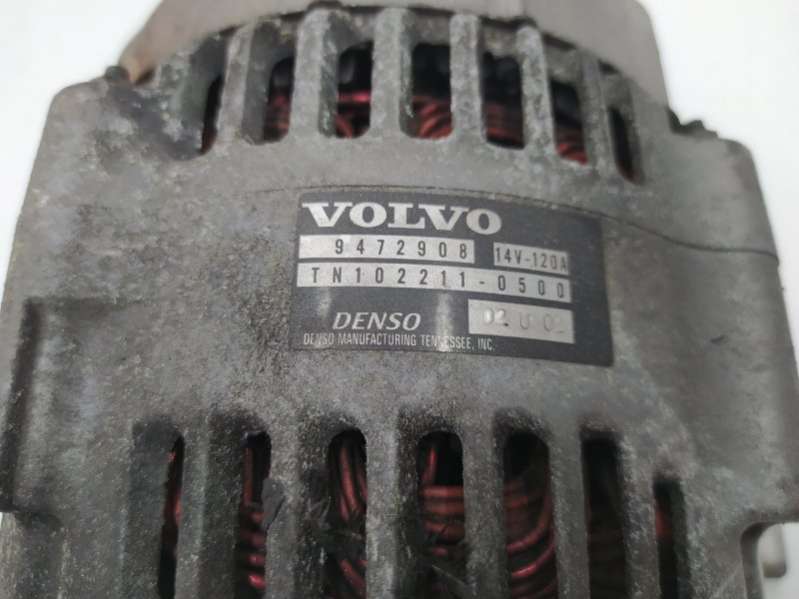 VOLVO
9472908 14V-120A
TN102211-0500
DENSO
DENSO MANUFACTURING TENNESSEE, INC.